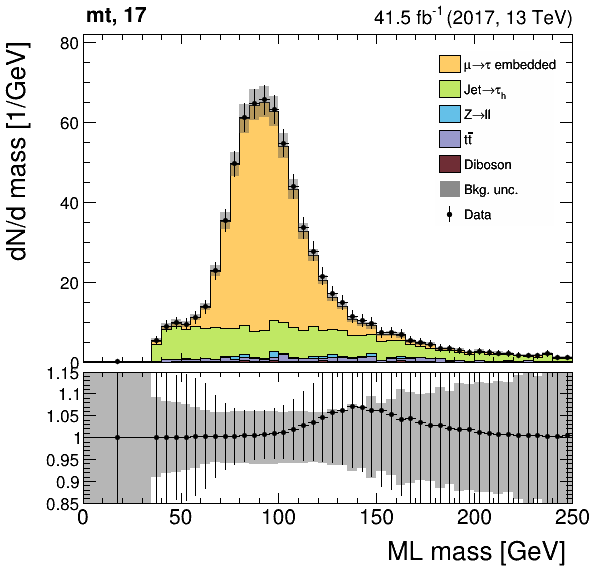 mt, 17
41.5 fb⁻¹ (2017, 13 TeV)
dN/d mass [1/GeV]
80
60
40
20
0
μ→τ embedded
Jet→τₕ
Z→ll
tt̄
Diboson
Bkg. unc.
Data
1.15
1.1
1.05
1
0.95
0.9
0.85
0 50 100 150 200 250
ML mass [GeV]